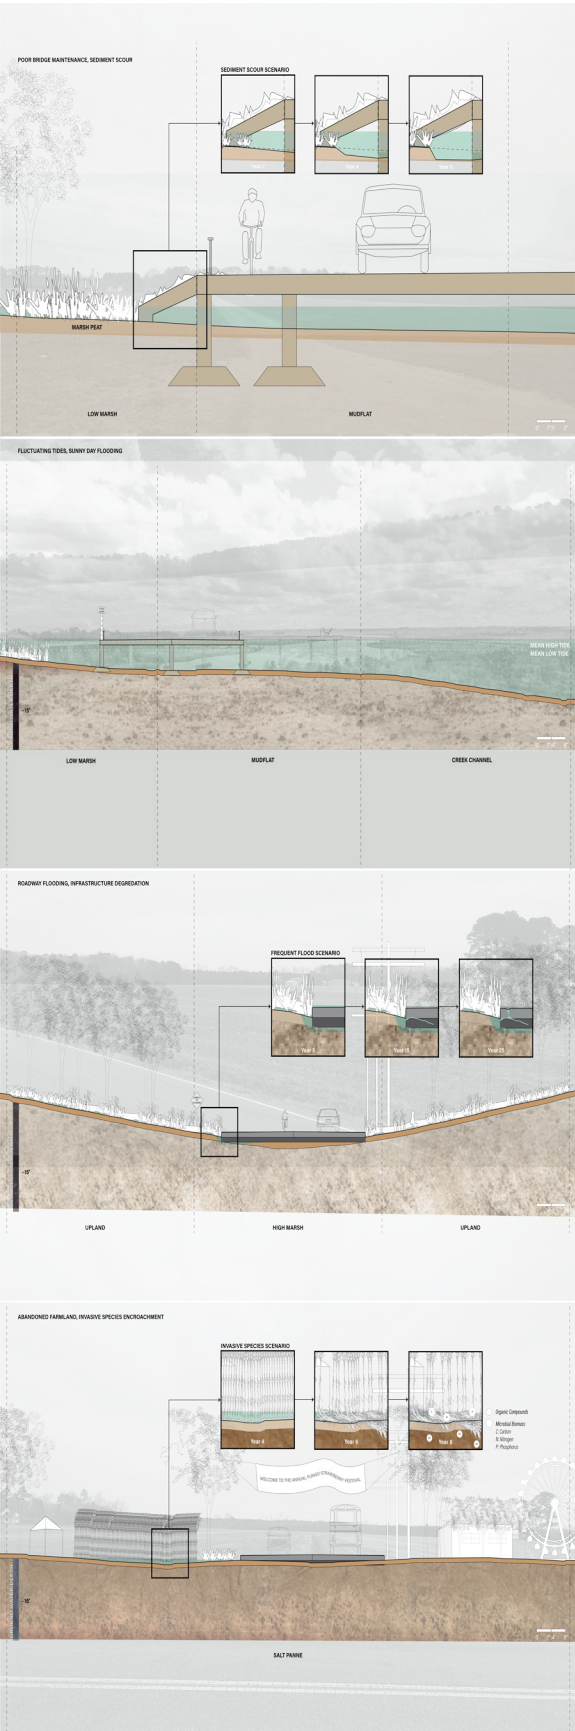 POOR BRIDGE MAINTENANCE, SEDIMENT SCOUR
SEDIMENT SCOUR SCENARIO
MARSH PEAT
LOW MARSH
MUDFLAT
FLUCTUATING TIDES, SUNNY DAY FLOODING
MEAN HIGH TIDE
MEAN LOW TIDE
~15'
LOW MARSH
MUDFLAT
CREEK CHANNEL
ROADWAY FLOODING, INFRASTRUCTURE DEGREDATION
FREQUENT FLOOD SCENARIO
Year 5
Year 15
Year 25
~15'
UPLAND
HIGH MARSH
UPLAND
ABANDONED FARMLAND, INVASIVE SPECIES ENCROACHMENT
INVASIVE SPECIES SCENARIO
Year 4
Year 6
Year 8
Organic Compounds
Microbial Biomass
C: Carbon
N: Nitrogen
P: Phosphorus
WELCOME TO THE ANNUAL PUNGO STRAWBERRY FESTIVAL
SALT PANNE